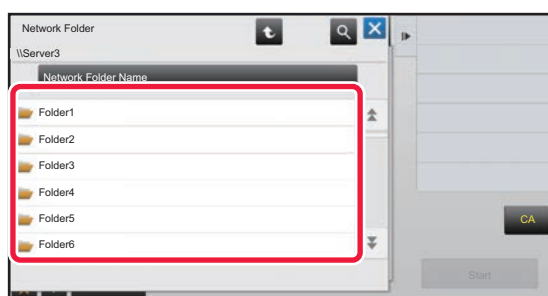 Network Folder
\\Server3
Network Folder Name
Folder1
Folder2
Folder3
Folder4
Folder5
Folder6
CA
Start